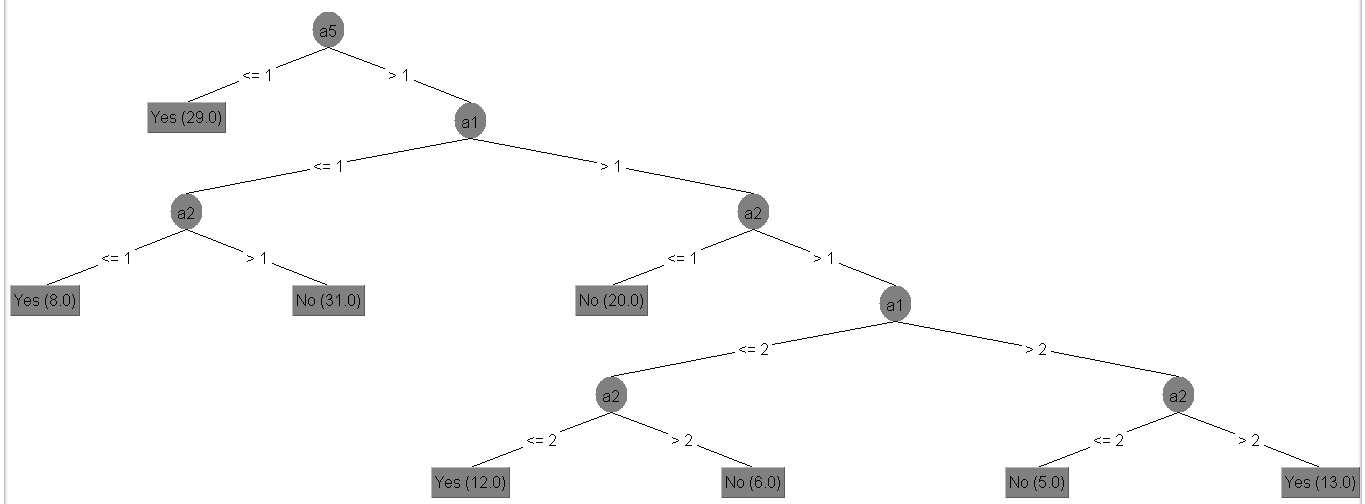 a5
<= 1
> 1
Yes (29.0)
a1
<= 1
> 1
a2
a2
<= 1
> 1
<= 1
> 1
Yes (8.0)
No (31.0)
No (20.0)
a1
<= 2
> 2
a2
a2
<= 2
> 2
<= 2
> 2
Yes (12.0)
No (6.0)
No (5.0)
Yes (13.0)